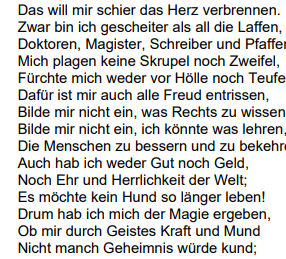 Das will mir schier das Herz verbrennen.
Zwar bin ich gescheiter als all die Laffen,
Doktoren, Magister, Schreiber und Pfaffen
Mich plagen keine Skrupel noch Zweifel,
Fürchte mich weder vor Hölle noch Teufe
Dafür ist mir auch alle Freud entrissen,
Bilde mir nicht ein, was Rechts zu wissen
Bilde mir nicht ein, ich könnte was lehren,
Die Menschen zu bessern und zu bekehre
Auch hab ich weder Gut noch Geld,
Noch Ehr und Herrlichkeit der Welt;
Es möchte kein Hund so länger leben!
Drum hab ich mich der Magie ergeben,
Ob mir durch Geistes Kraft und Mund
Nicht manch Geheimnis würde kund;